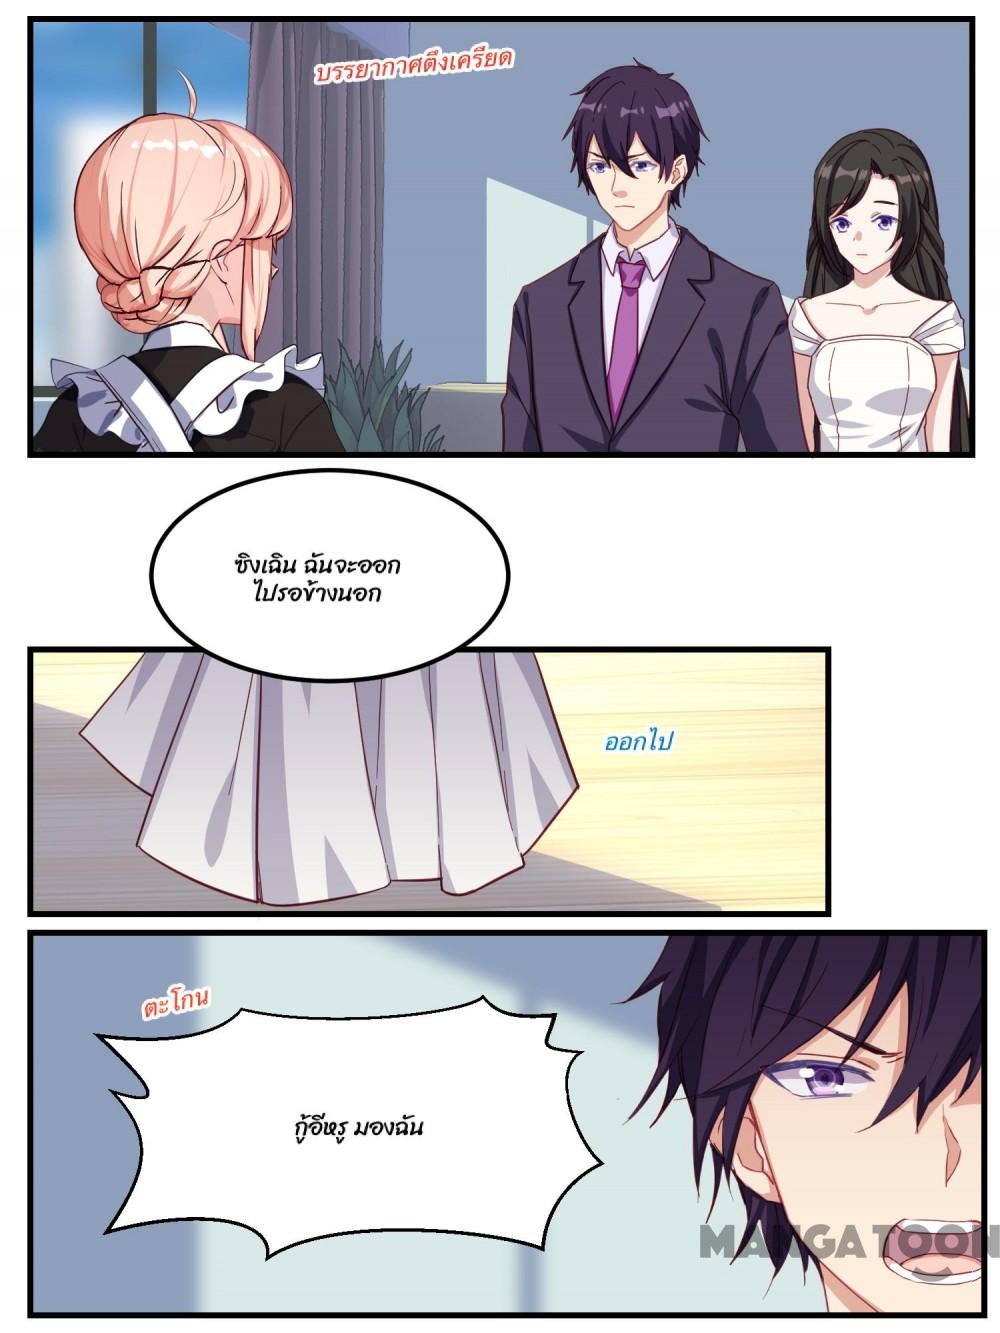 บรรยากาศตึงเครียด
ซิงเฉิน ฉันจะออก
ไปรอข้างนอก
ออกไป
ตะโกน
กู้อีหรู มองฉัน
MANGATOON